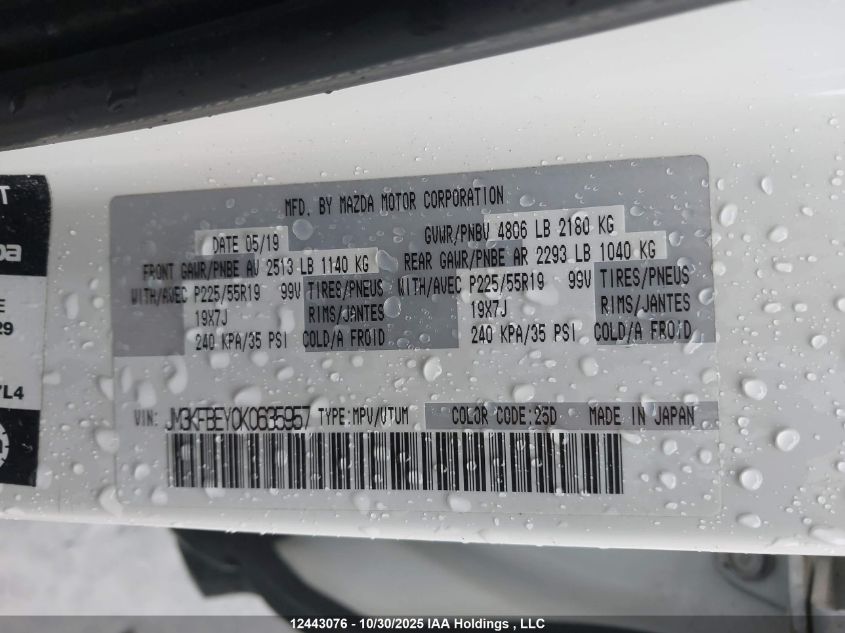 MFD. BY MAZDA MOTOR CORPORATION
DATE 05/19
GVWR/PNBV 4806 LB 2180 KG
FRONT GAWR/PNBE AV 2513 LB 1140 KG
REAR GAWR/PNBE AR 2293 LB 1040 KG
WITH/AVEC P225/55R19 99V TIRES/PNEUS
WITH/AVEC P225/55R19 99V TIRES/PNEUS
19X7J RIMS/JANTES
19X7J RIMS/JANTES
240 KPA/35 PSI COLD/A FROID
240 KPA/35 PSI COLD/A FROID
VIN: JM3KFBEY0K0635957 TYPE:MPV/VTUM COLOR CODE:25D MADE IN JAPAN
T
E
29
7L4
12443076 - 10/30/2025 IAA Holdings , LLC